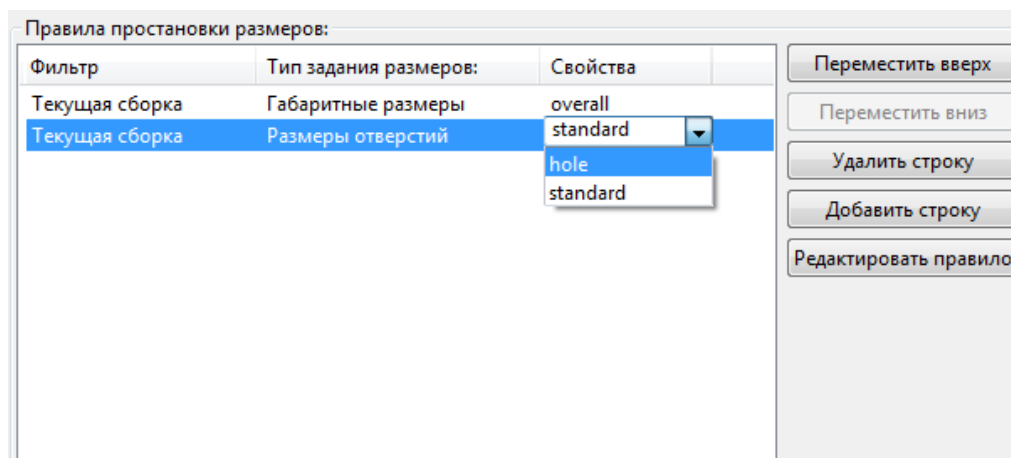 Правила простановки размеров:
Фильтр Тип задания размеров: Свойства
Текущая сборка Габаритные размеры overall
Текущая сборка Размеры отверстий standard
hole
standard
Переместить вверх
Переместить вниз
Удалить строку
Добавить строку
Редактировать правило